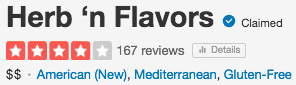 Herb ‘n Flavors Claimed
167 reviews Details
$$ · American (New), Mediterranean, Gluten-Free